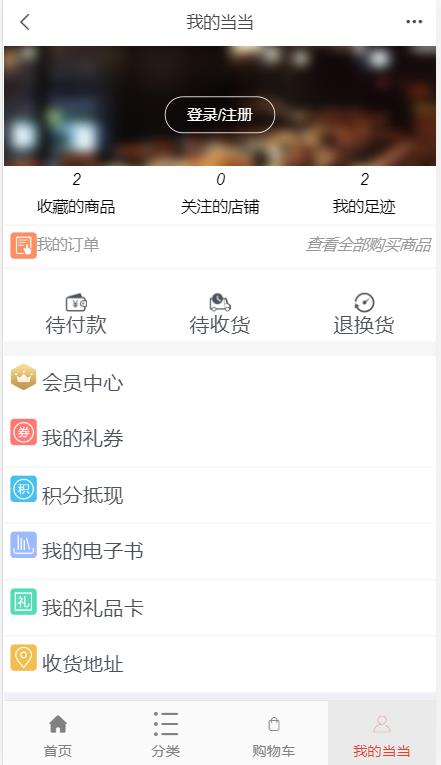 我的当当
登录/注册
2 0 2
收藏的商品 关注的店铺 我的足迹
我的订单 查看全部购买商品
待付款 待收货 退换货
会员中心
券 我的礼券
积 积分抵现
我的电子书
礼 我的礼品卡
收货地址
首页 分类 购物车 我的当当